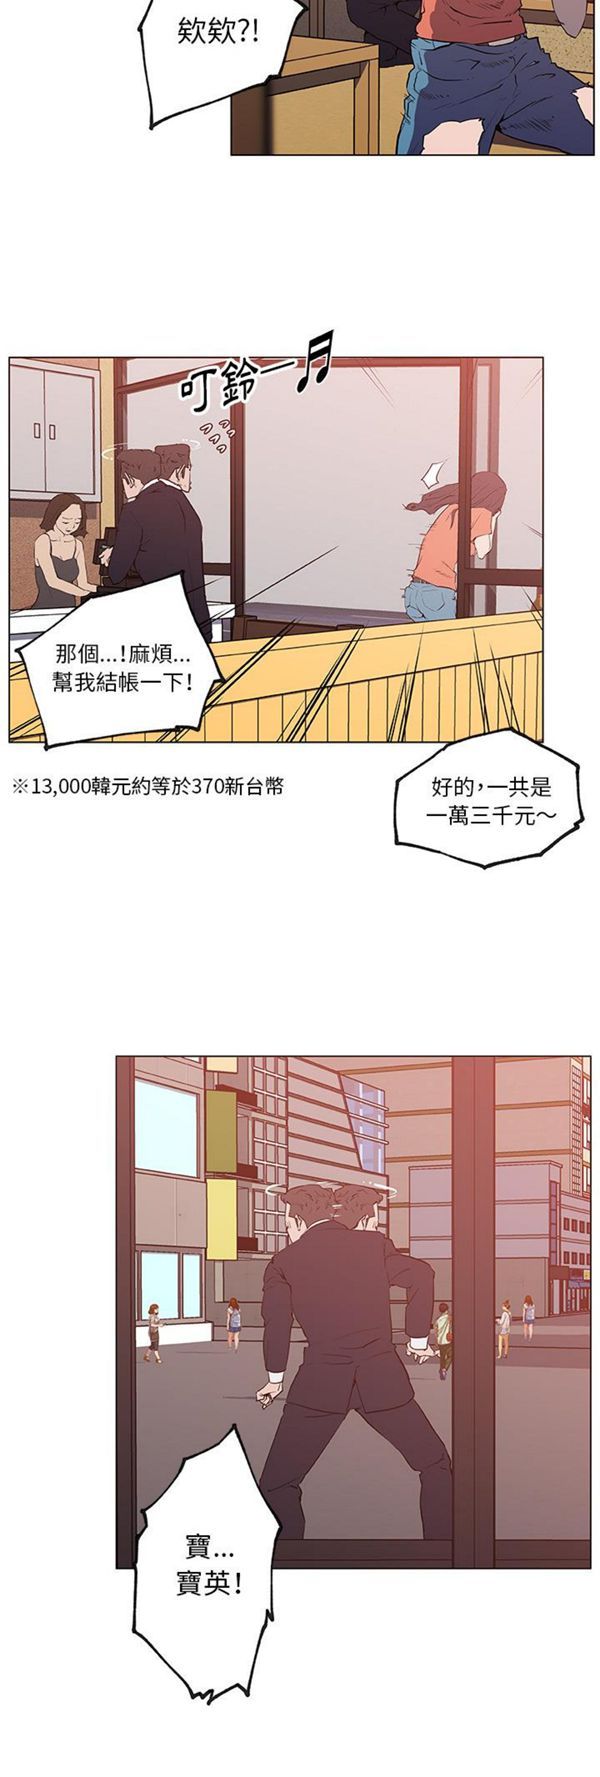 欸欸?!
叮鈴—
那個...!麻煩...
幫我結帳一下!
※13,000韓元約等於370新台幣
好的,一共是
一萬三千元～
寶...
寶英!